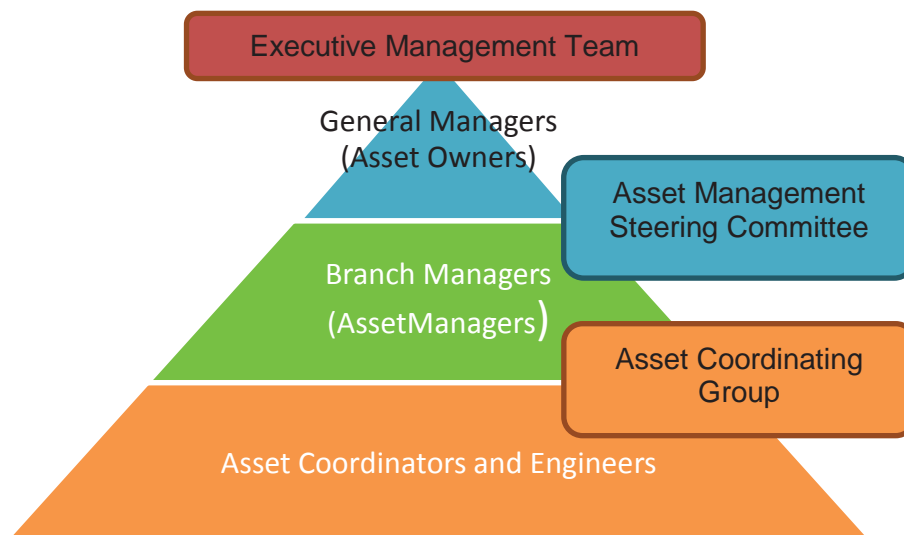 Executive Management Team
General Managers
(Asset Owners)
Asset Management
Steering Committee
Branch Managers
(AssetManagers)
Asset Coordinating
Group
Asset Coordinators and Engineers